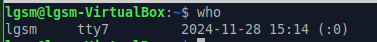 lgsm@lgsm-VirtualBox:~$ who
lgsm     tty7         2024-11-28 15:14 (:0)